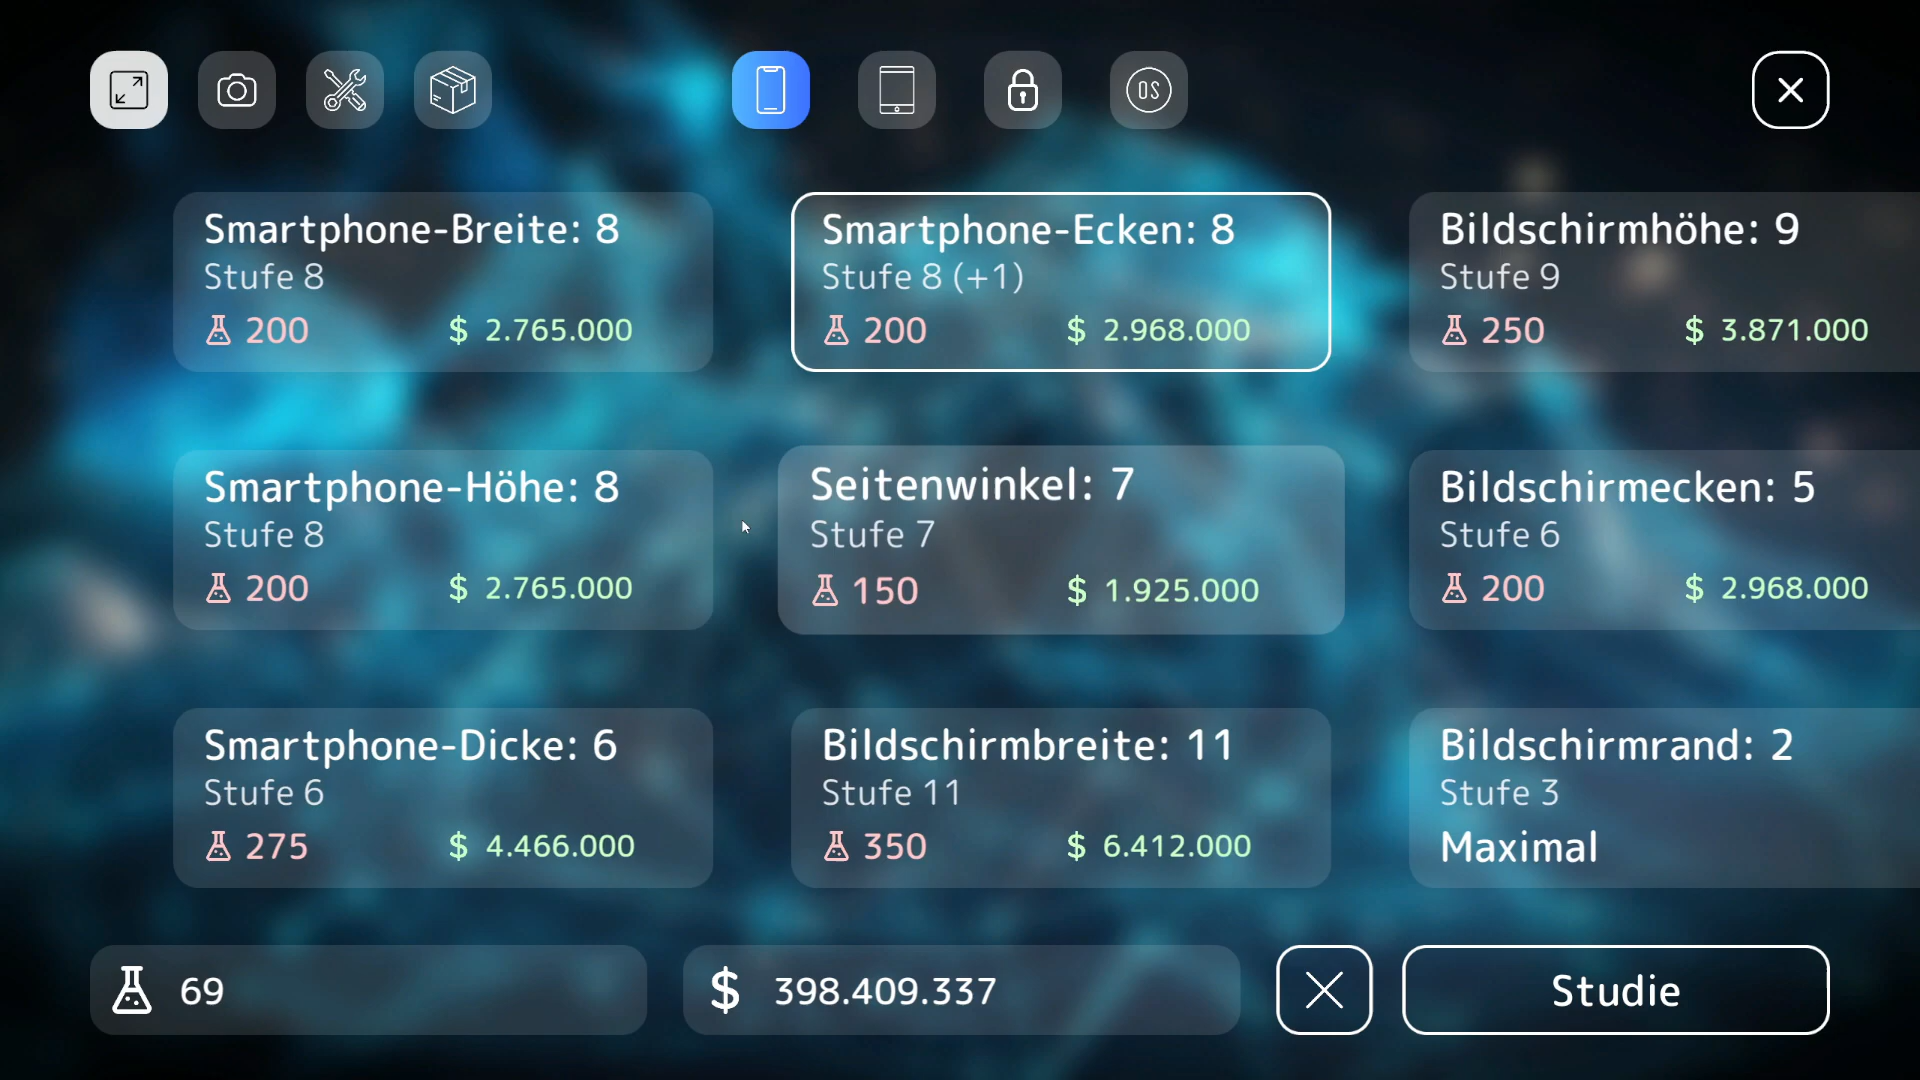 OS
Smartphone-Breite: 8
Stufe 8
200 $ 2.765.000
Smartphone-Ecken: 8
Stufe 8 (+1)
200 $ 2.968.000
Bildschirmhöhe: 9
Stufe 9
250 $ 3.871.000
Smartphone-Höhe: 8
Stufe 8
200 $ 2.765.000
Seitenwinkel: 7
Stufe 7
150 $ 1.925.000
Bildschirmecken: 5
Stufe 6
200 $ 2.968.000
Smartphone-Dicke: 6
Stufe 6
275 $ 4.466.000
Bildschirmbreite: 11
Stufe 11
350 $ 6.412.000
Bildschirmrand: 2
Stufe 3
Maximal
69
$ 398.409.337
Studie